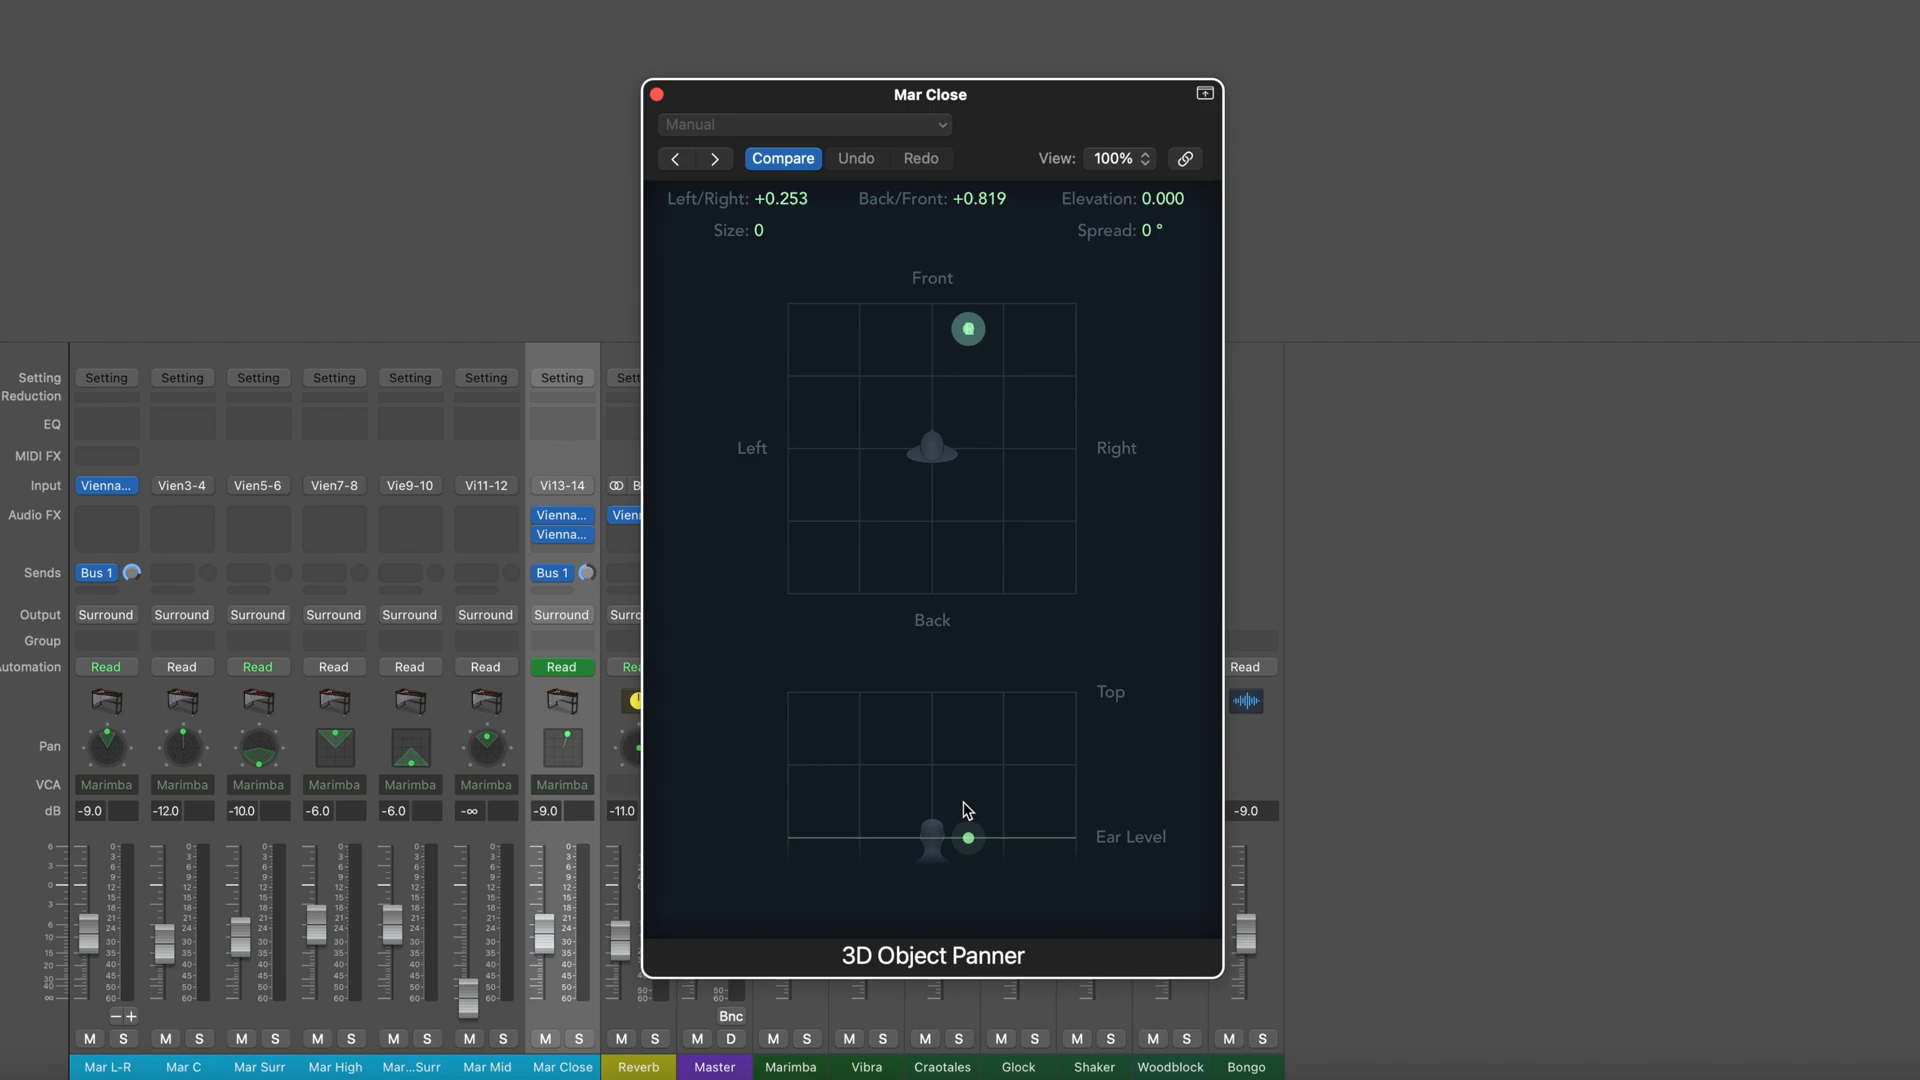 Mar Close
Manual
Compare Undo Redo View: 100%
Left/Right: +0.253 Back/Front: +0.819 Elevation: 0.000
Size: 0 Spread: 0 °
Front
Left Right
Back
Top
Ear Level
3D Object Panner
Setting Setting Setting Setting Setting Setting Setting Setting Sett
Reduction
EQ
MIDI FX
Input Vienna... Vien3-4 Vien5-6 Vien7-8 Vie9-10 Vi11-12 Vi13-14 B
Audio FX Vienna... Vienn
Vienna...
Sends Bus 1 Bus 1
Output Surround Surround Surround Surround Surround Surround Surround Surro
Group
utomation Read Read Read Read Read Read Read Rea Read
Pan
VCA Marimba Marimba Marimba Marimba Marimba Marimba Marimba
dB -9.0 -12.0 -10.0 -6.0 -6.0 -∞ -9.0 -11.0 -9.0
Bnc
M S M S M S M S M S M S M S M S M D M S M S M S M S M S M S M S
Mar L-R Mar C Mar Surr Mar High Mar...Surr Mar Mid Mar Close Reverb Master Marimba Vibra Craotales Glock Shaker Woodblock Bongo